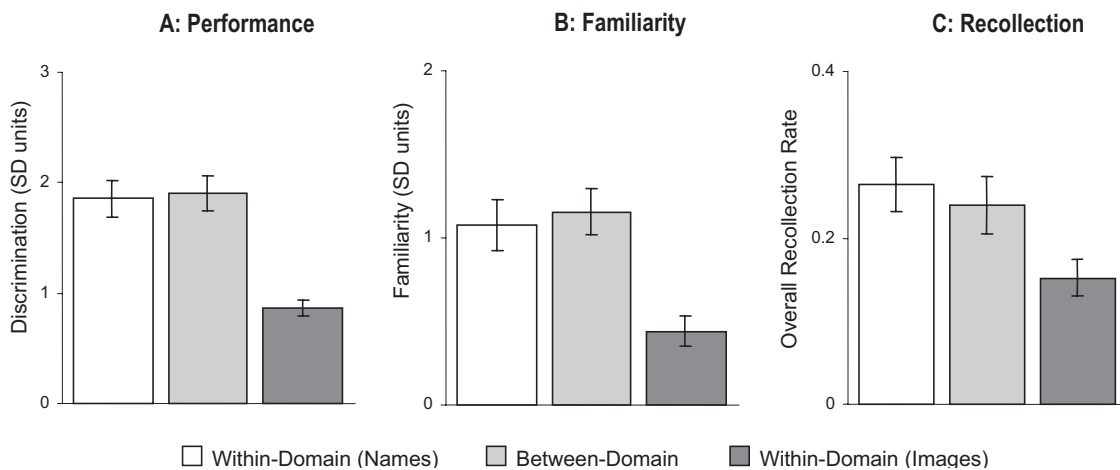 A: Performance
B: Familiarity
C: Recollection
Discrimination (SD units)
3
2
1
0
Familiarity (SD units)
2
1
0
Overall Recollection Rate
0.4
0.2
0
Within-Domain (Names)
Between-Domain
Within-Domain (Images)